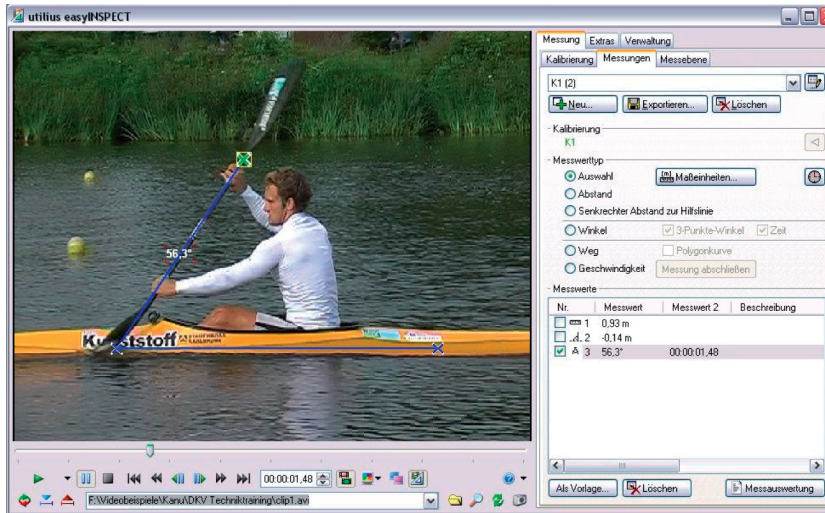 utilius easyINSPECT
Messung Extras Verwaltung
Kalibrierung Messungen Messebene
K1 (2)
Neu... Exportieren... Löschen
Kalibrierung
K1
Messwerttyp
Auswahl Maßeinheiten...
Abstand
Senkrechter Abstand zur Hilfslinie
Winkel 3-Punkte-Winkel Zeit
Weg Polygonkurve
Geschwindigkeit Messung abschließen
Messwerte
Nr. Messwert Messwert 2 Beschreibung
1 0,93 m
2 -0,14 m
3 56,3° 00:00:01,48
Als Vorlage... Löschen Messauswertung
56,3°
Kunststoff
00:00:01,48
F:\Videobeispiele\Kanu\DKV Techniktraining\clip1.avi